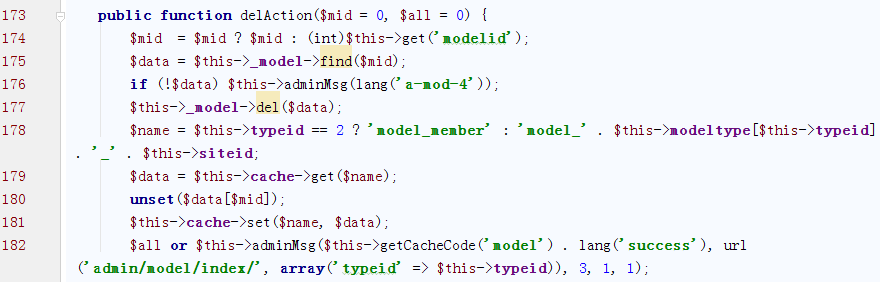 173 public function delAction($mid = 0, $all = 0) {
174 $mid  = $mid ? $mid : (int)$this->get('modelid');
175 $data = $this->_model->find($mid);
176 if (!$data) $this->adminMsg(lang('a-mod-4'));
177 $this->_model->del($data);
178 $name = $this->typeid == 2 ? 'model_member' : 'model_' . $this->modeltype[$this->typeid]
. '_' . $this->siteid;
179 $data = $this->cache->get($name);
180 unset($data[$mid]);
181 $this->cache->set($name, $data);
182 $all or $this->adminMsg($this->getCacheCode('model') . lang('success'), url
('admin/model/index/', array('typeid' => $this->typeid)), 3, 1, 1);